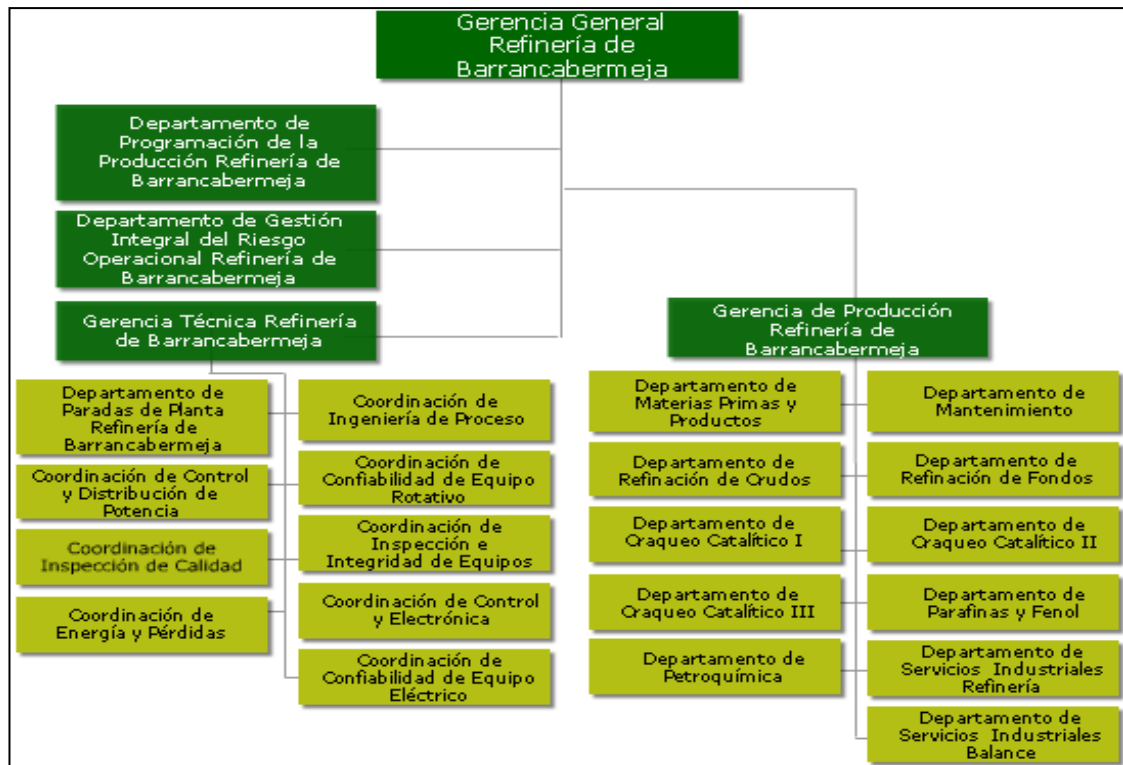 Gerencia General
Refinería de
Barrancabermeja
Departamento de
Programación de la
Producción Refinería de
Barrancabermeja
Departamento de Gestión
Integral del Riesgo
Operacional Refinería de
Barrancabermeja
Gerencia Técnica Refinería
de Barrancabermeja
Gerencia de Producción
Refinería de
Barrancabermeja
Departamento de
Paradas de Planta
Refinería de
Barrancabermeja
Coordinación de
Ingeniería de Proceso
Coordinación de Control
y Distribución de
Potencia
Coordinación de
Confiabilidad de Equipo
Rotativo
Coordinación de
Inspección de Calidad
Coordinación de
Inspección e
Integridad de Equipos
Coordinación de
Energía y Pérdidas
Coordinación de Control
y Electrónica
Coordinación de
Confiabilidad de Equipo
Eléctrico
Departamento de
Materias Primas y
Productos
Departamento de
Mantenimiento
Departamento de
Refinación de Crudos
Departamento de
Refinación de Fondos
Departamento de
Craqueo Catalítico I
Departamento de
Craqueo Catalítico II
Departamento de
Craqueo Catalítico III
Departamento de
Parafinas y Fenol
Departamento de
Petroquímica
Departamento de
Servicios Industriales
Refinería
Departamento de
Servicios Industriales
Balance